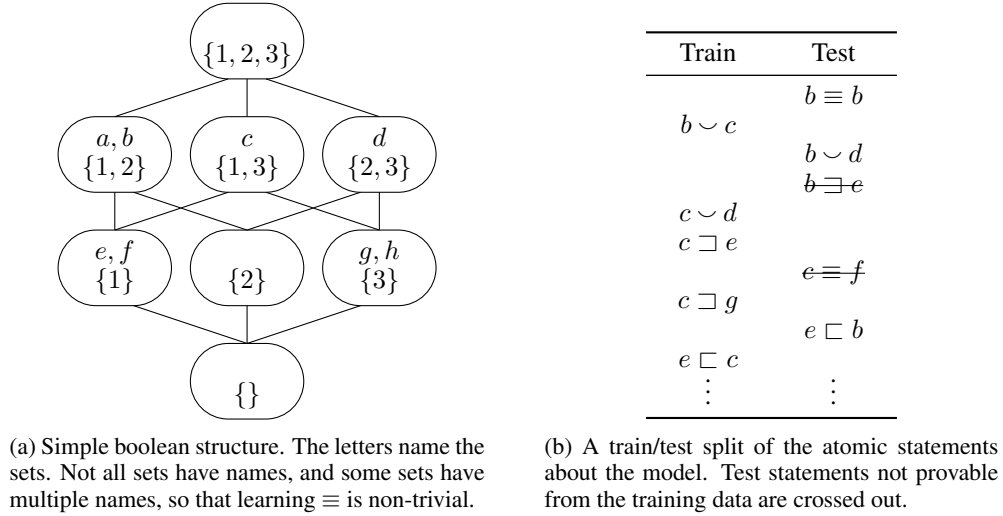 {1, 2, 3}
a, b
{1, 2}
c
{1, 3}
d
{2, 3}
e, f
{1}
{2}
g, h
{3}
{}
(a) Simple boolean structure. The letters name the
sets. Not all sets have names, and some sets have
multiple names, so that learning ≡ is non-trivial.
Train Test
b ≡ b
b ⌣ c
b ⌣ d
b ⊐ e
c ⌣ d
c ⊐ e
c ≡ f
c ⊐ g
e ⊏ b
e ⊏ c
⋮ ⋮
(b) A train/test split of the atomic statements
about the model. Test statements not provable
from the training data are crossed out.